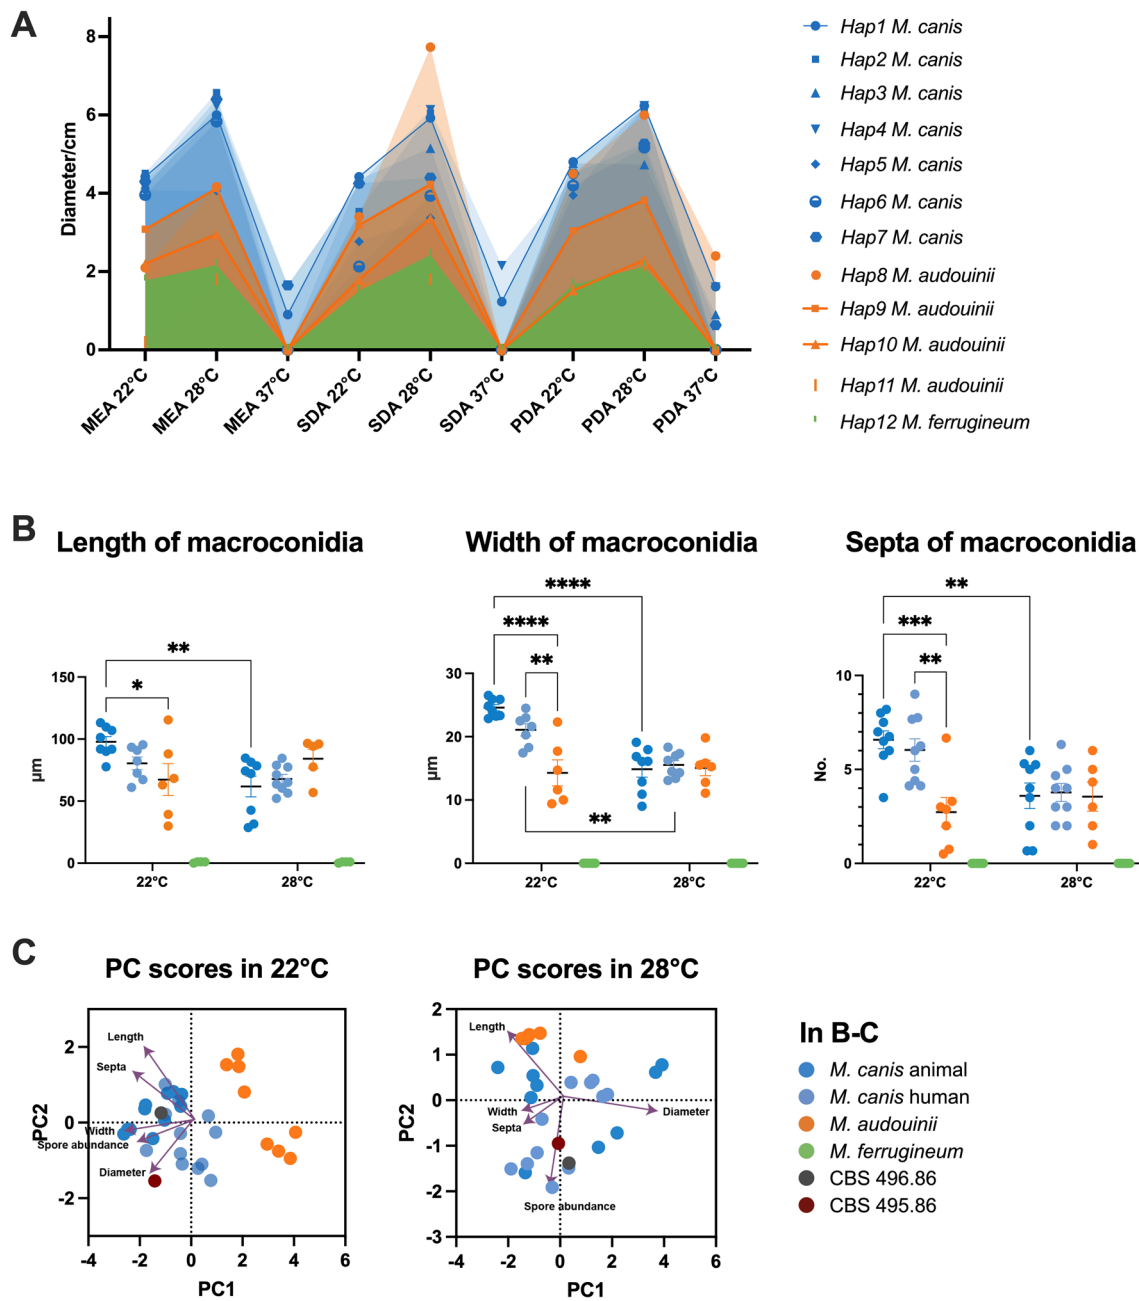 A
Diameter/cm
8
6
4
2
0
MEA 22°C
MEA 28°C
MEA 37°C
SDA 22°C
SDA 28°C
SDA 37°C
PDA 22°C
PDA 28°C
PDA 37°C
Hap1 M. canis
Hap2 M. canis
Hap3 M. canis
Hap4 M. canis
Hap5 M. canis
Hap6 M. canis
Hap7 M. canis
Hap8 M. audouinii
Hap9 M. audouinii
Hap10 M. audouinii
Hap11 M. audouinii
Hap12 M. ferrugineum
B
Length of macroconidia
µm
150
100
50
0
**
*
22°C
28°C
Width of macroconidia
µm
30
20
10
0
****
****
**
**
22°C
28°C
Septa of macroconidia
No.
10
5
0
**
***
**
22°C
28°C
C
PC scores in 22°C
PC2
2
0
-2
Length
Septa
Width
Spore abundance
Diameter
-4
-2
0
2
4
6
PC1
PC scores in 28°C
PC2
2
1
0
-1
-2
-3
Length
Width
Septa
Diameter
Spore abundance
-4
-2
0
2
4
6
PC1
In B-C
M. canis animal
M. canis human
M. audouinii
M. ferrugineum
CBS 496.86
CBS 495.86